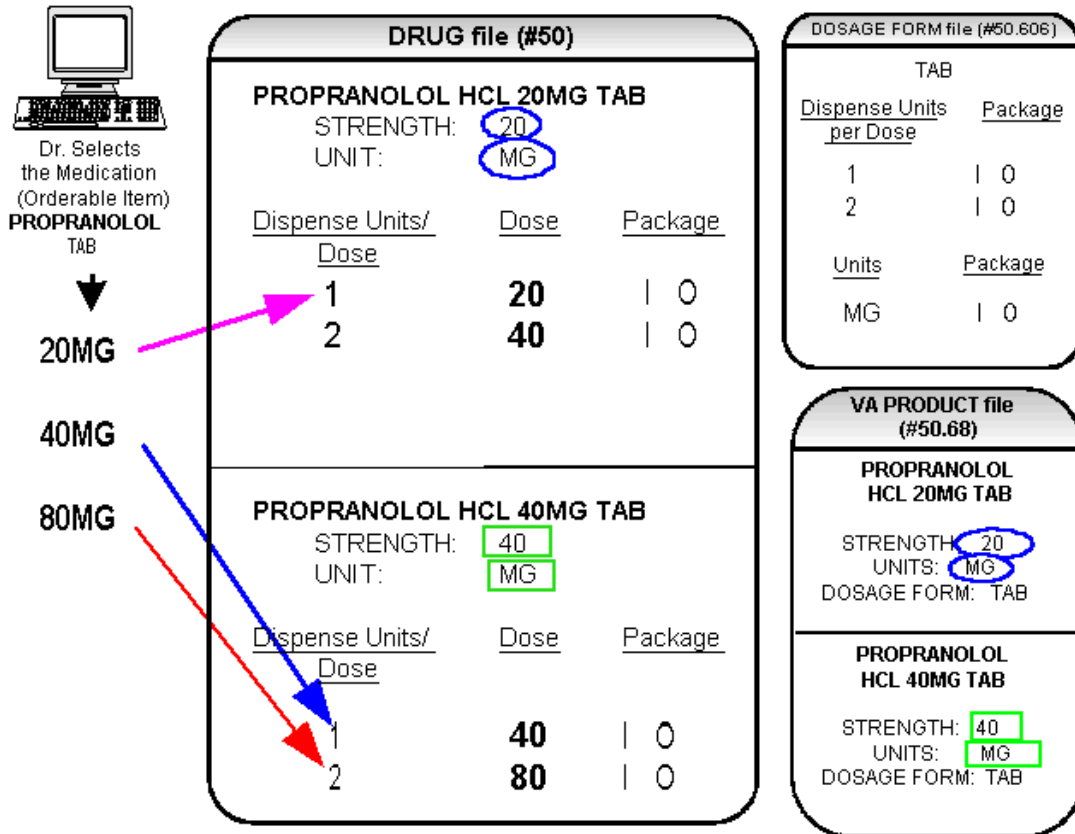 Dr. Selects
the Medication
(Orderable Item)
PROPRANOLOL
TAB
20MG
40MG
80MG
DRUG file (#50)
PROPRANOLOL HCL 20MG TAB
STRENGTH: 20
UNIT: MG
Dispense Units/ Dose Package
Dose
1 20 I O
2 40 I O
PROPRANOLOL HCL 40MG TAB
STRENGTH: 40
UNIT: MG
Dispense Units/ Dose Package
Dose
1 40 I O
2 80 I O
DOSAGE FORM file (#50.606)
TAB
Dispense Units Package
per Dose
1 I O
2 I O
Units Package
MG I O
VA PRODUCT file
(#50.68)
PROPRANOLOL
HCL 20MG TAB
STRENGTH 20
UNITS: MG
DOSAGE FORM: TAB
PROPRANOLOL
HCL 40MG TAB
STRENGTH: 40
UNITS: MG
DOSAGE FORM: TAB